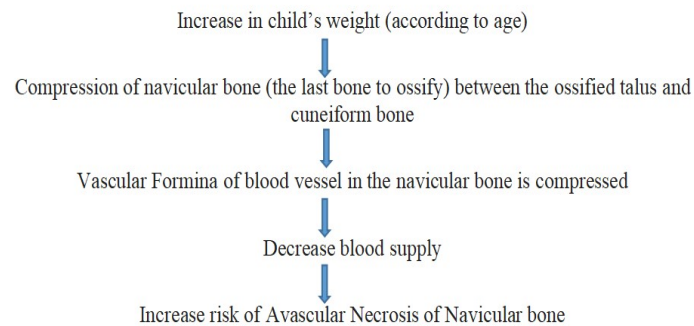 Increase in child's weight (according to age)
Compression of navicular bone (the last bone to ossify) between the ossified talus and
cuneiform bone
Vascular Formina of blood vessel in the navicular bone is compressed
Decrease blood supply
Increase risk of Avascular Necrosis of Navicular bone